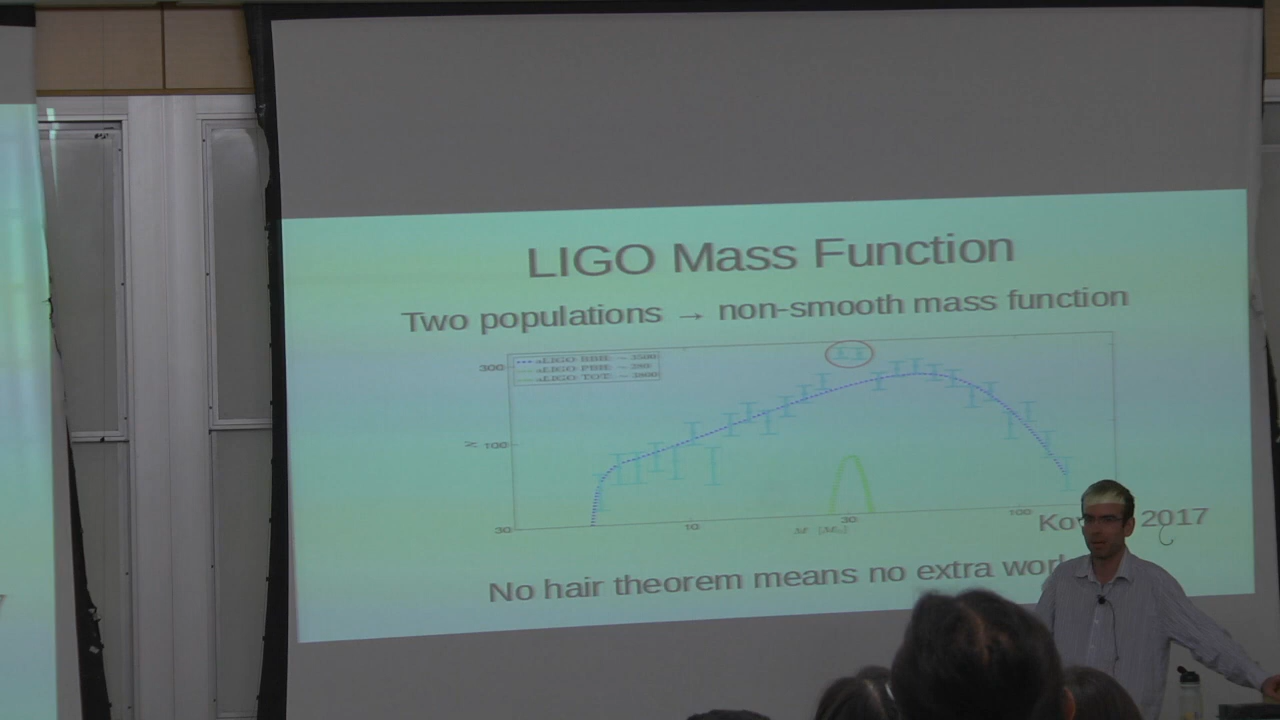 LIGO Mass Function
Two populations → non-smooth mass function
300
100
30
10
30
100
2017
No hair theorem means no extra